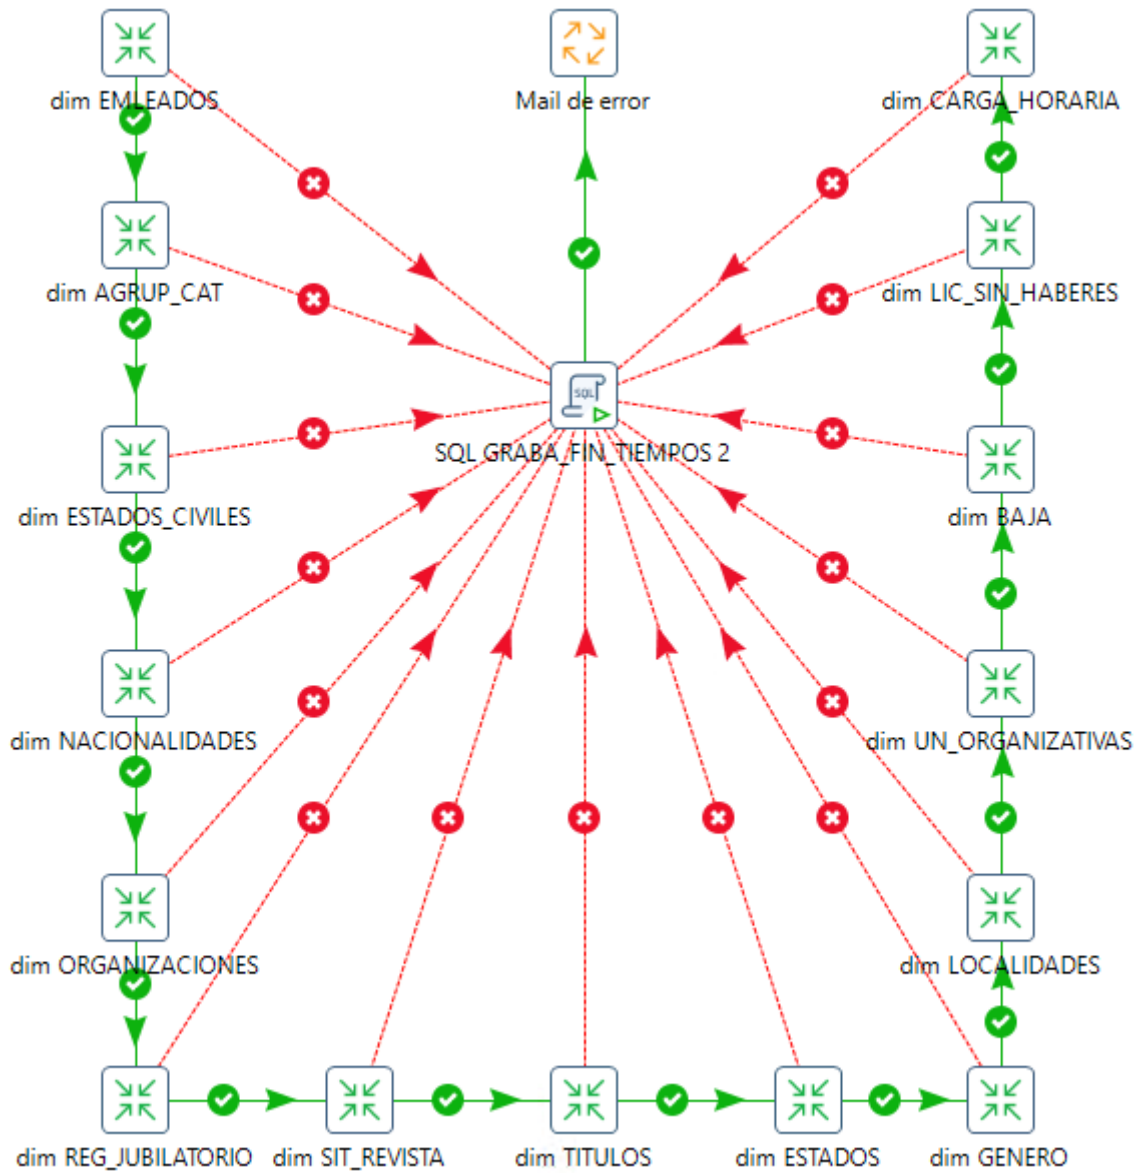 dim EMLEADOS
Mail de error
dim CARGA_HORARIA
dim AGRUP_CAT
dim LIC_SIN_HABERES
SQL
SQL GRABA_FIN_TIEMPOS 2
dim ESTADOS_CIVILES
dim BAJA
dim NACIONALIDADES
dim UN_ORGANIZATIVAS
dim ORGANIZACIONES
dim LOCALIDADES
dim REG_JUBILATORIO
dim SIT_REVISTA
dim TITULOS
dim ESTADOS
dim GENERO